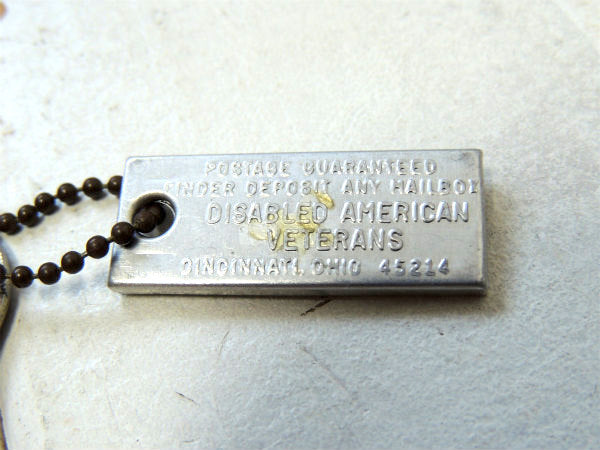 POSTAGE GUARANTEED
FINDER DEPOSIT ANY MAILBOX
DISABLED AMERICAN
VETERANS
CINCINNATI, OHIO 45214